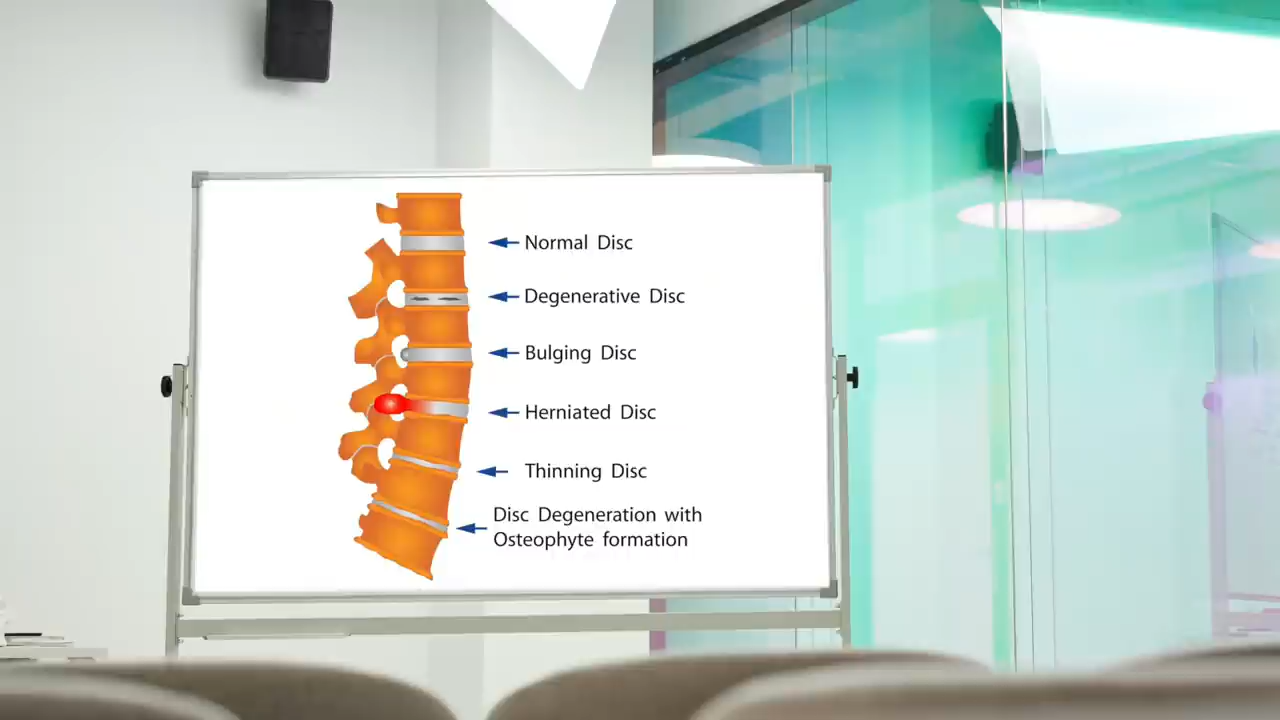 Normal Disc
Degenerative Disc
Bulging Disc
Herniated Disc
Thinning Disc
Disc Degeneration with
Osteophyte formation